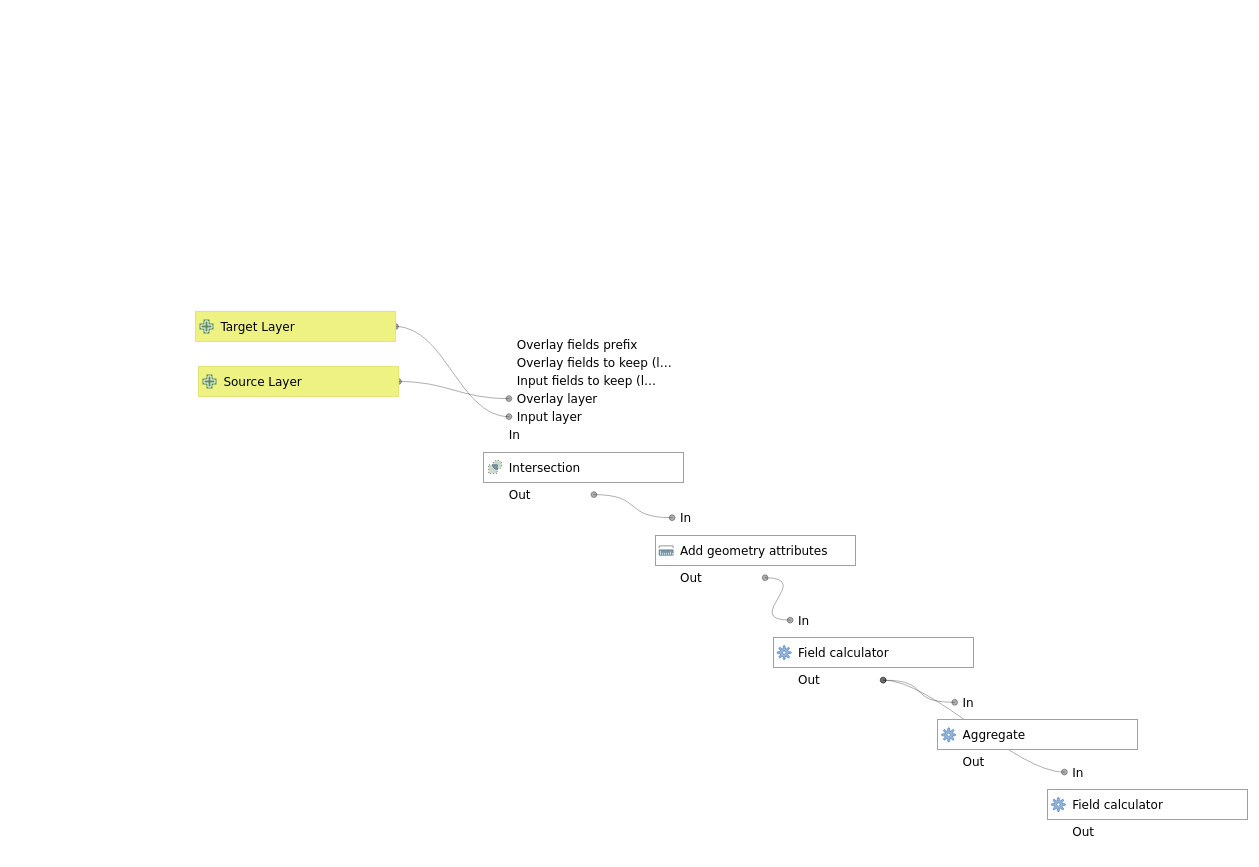 Target Layer
Source Layer
Overlay fields prefix
Overlay fields to keep (l...
Input fields to keep (l...
Overlay layer
Input layer
In
Intersection
Out
In
Add geometry attributes
Out
In
Field calculator
Out
In
Aggregate
Out
In
Field calculator
Out